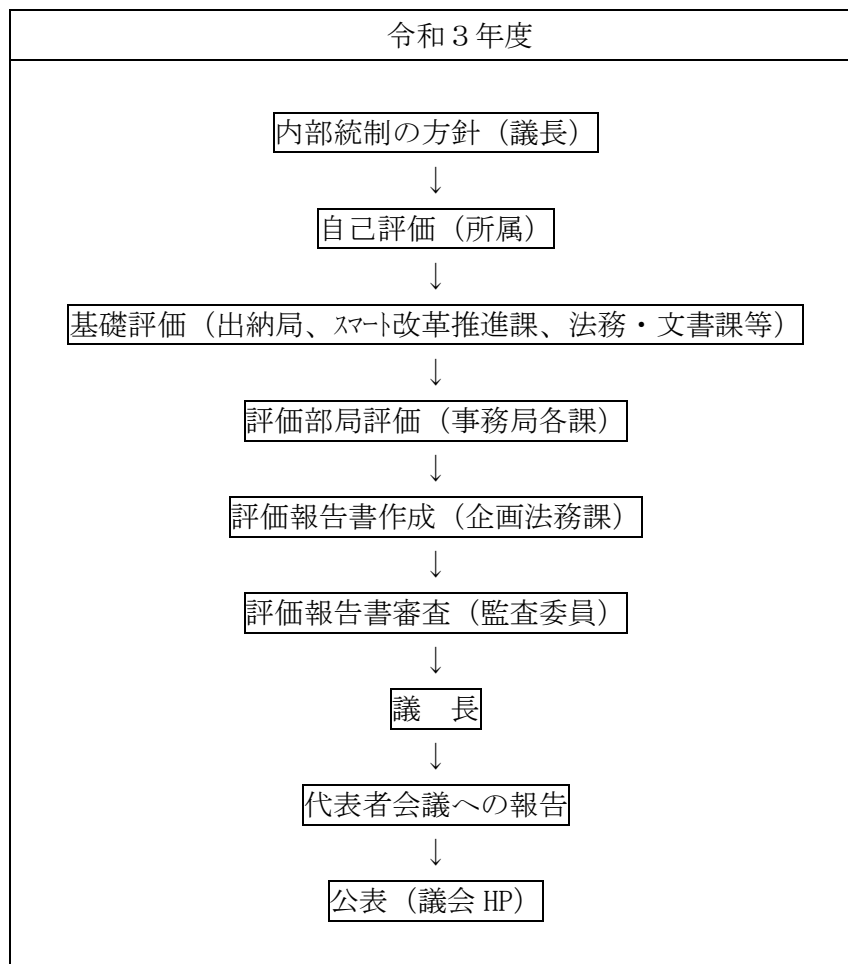 令和３年度
内部統制の方針（議長）
↓
自己評価（所属）
↓
基礎評価（出納局、ｽﾏｰﾄ改革推進課、法務・文書課等）
↓
評価部局評価（事務局各課）
↓
評価報告書作成（企画法務課）
↓
評価報告書審査（監査委員）
↓
議　長
↓
代表者会議への報告
↓
公表（議会 HP）